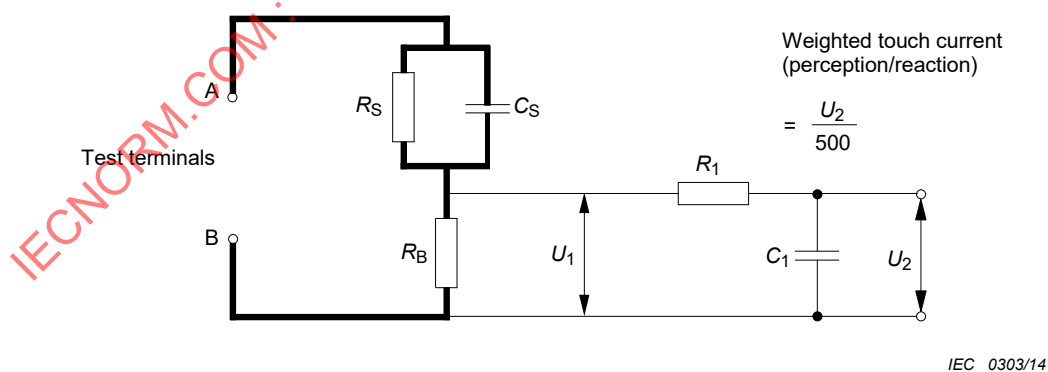 IECNORM.COM :
Weighted touch current
(perception/reaction)
= U2
500
A
RS
CS
Test terminals
R1
B
RB
U1
C1
U2
IEC 0303/14